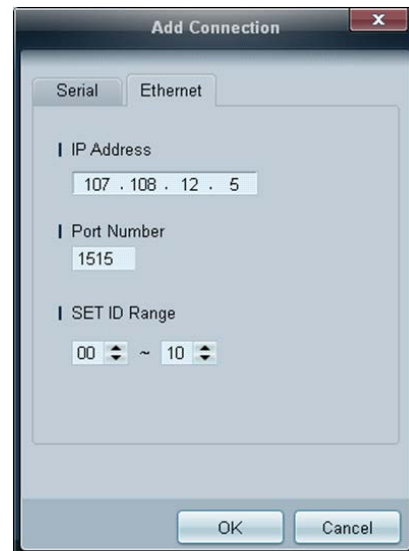 Add Connection
x
Serial Ethernet
IP Address
107 . 108 . 12 . 5
Port Number
1515
SET ID Range
00 ~ 10
OK Cancel